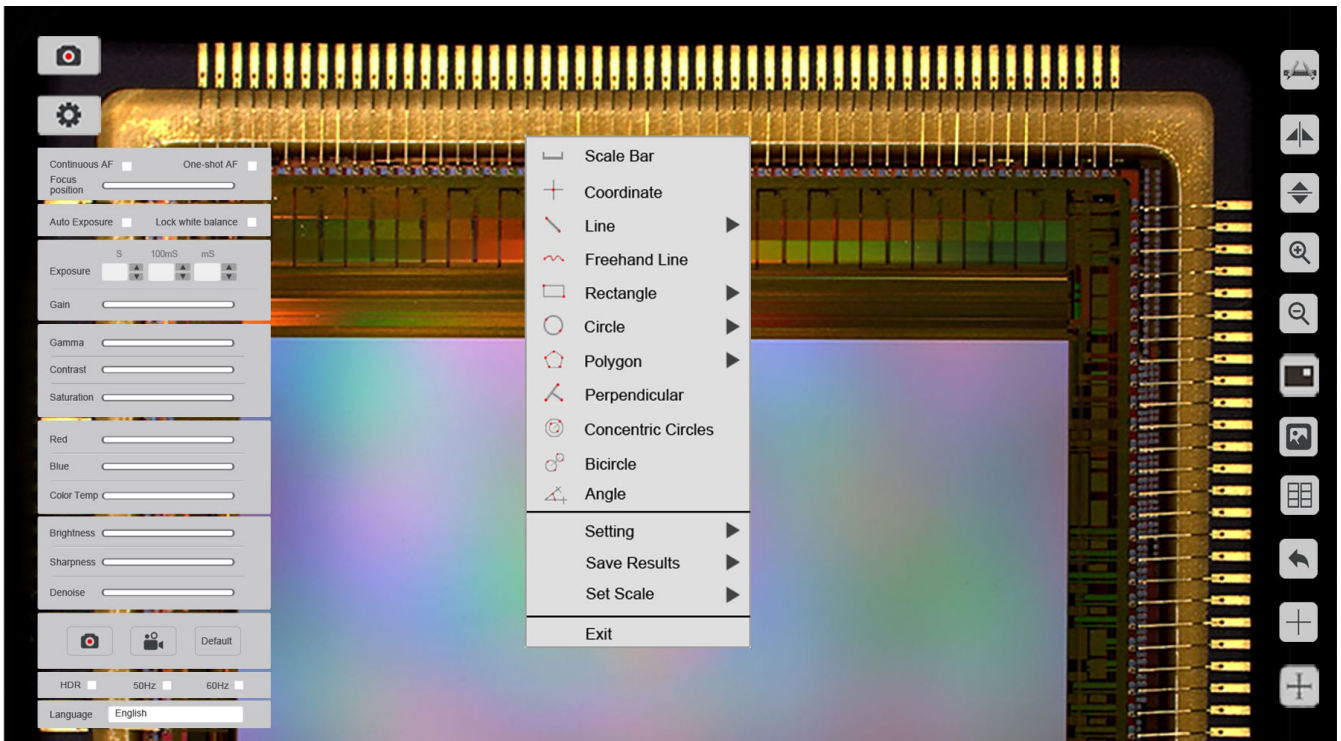 Continuous AF One-shot AF
Focus
position
Auto Exposure Lock white balance
S 100mS mS
Exposure
Gain
Gamma
Contrast
Saturation
Red
Blue
Color Temp
Brightness
Sharpness
Denoise
Default
HDR 50Hz 60Hz
Language English
Scale Bar
Coordinate
Line
Freehand Line
Rectangle
Circle
Polygon
Perpendicular
Concentric Circles
Bicircle
Angle
Setting
Save Results
Set Scale
Exit